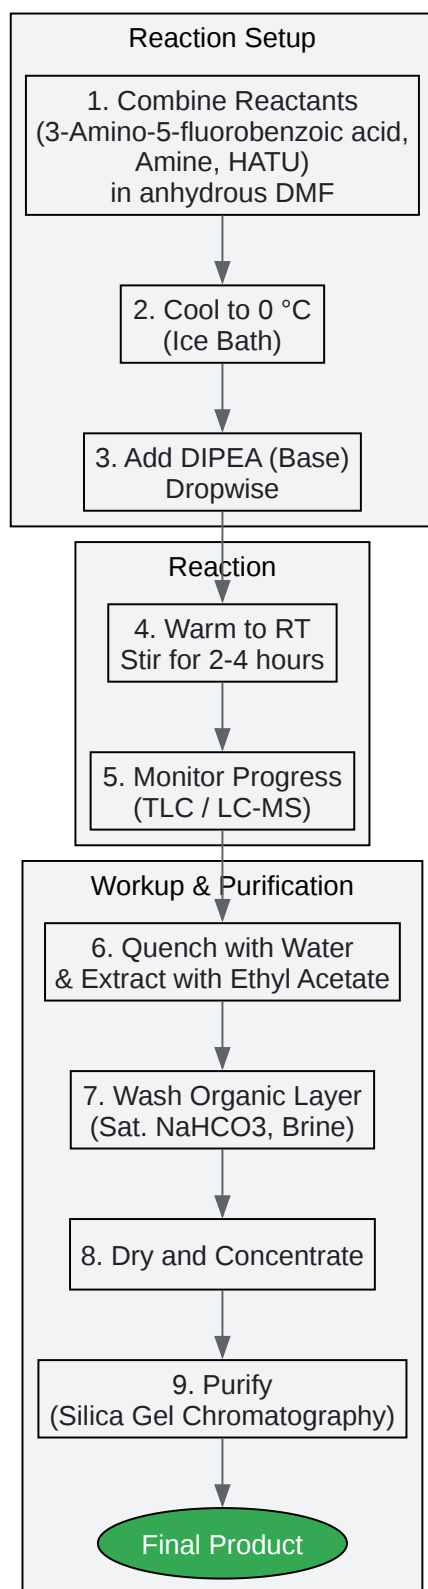 Reaction Setup
1. Combine Reactants
(3-Amino-5-fluorobenzoic acid,
Amine, HATU)
in anhydrous DMF
2. Cool to 0 °C
(Ice Bath)
3. Add DIPEA (Base)
Dropwise
Reaction
4. Warm to RT
Stir for 2-4 hours
5. Monitor Progress
(TLC / LC-MS)
Workup & Purification
6. Quench with Water
& Extract with Ethyl Acetate
7. Wash Organic Layer
(Sat. NaHCO3, Brine)
8. Dry and Concentrate
9. Purify
(Silica Gel Chromatography)
Final Product